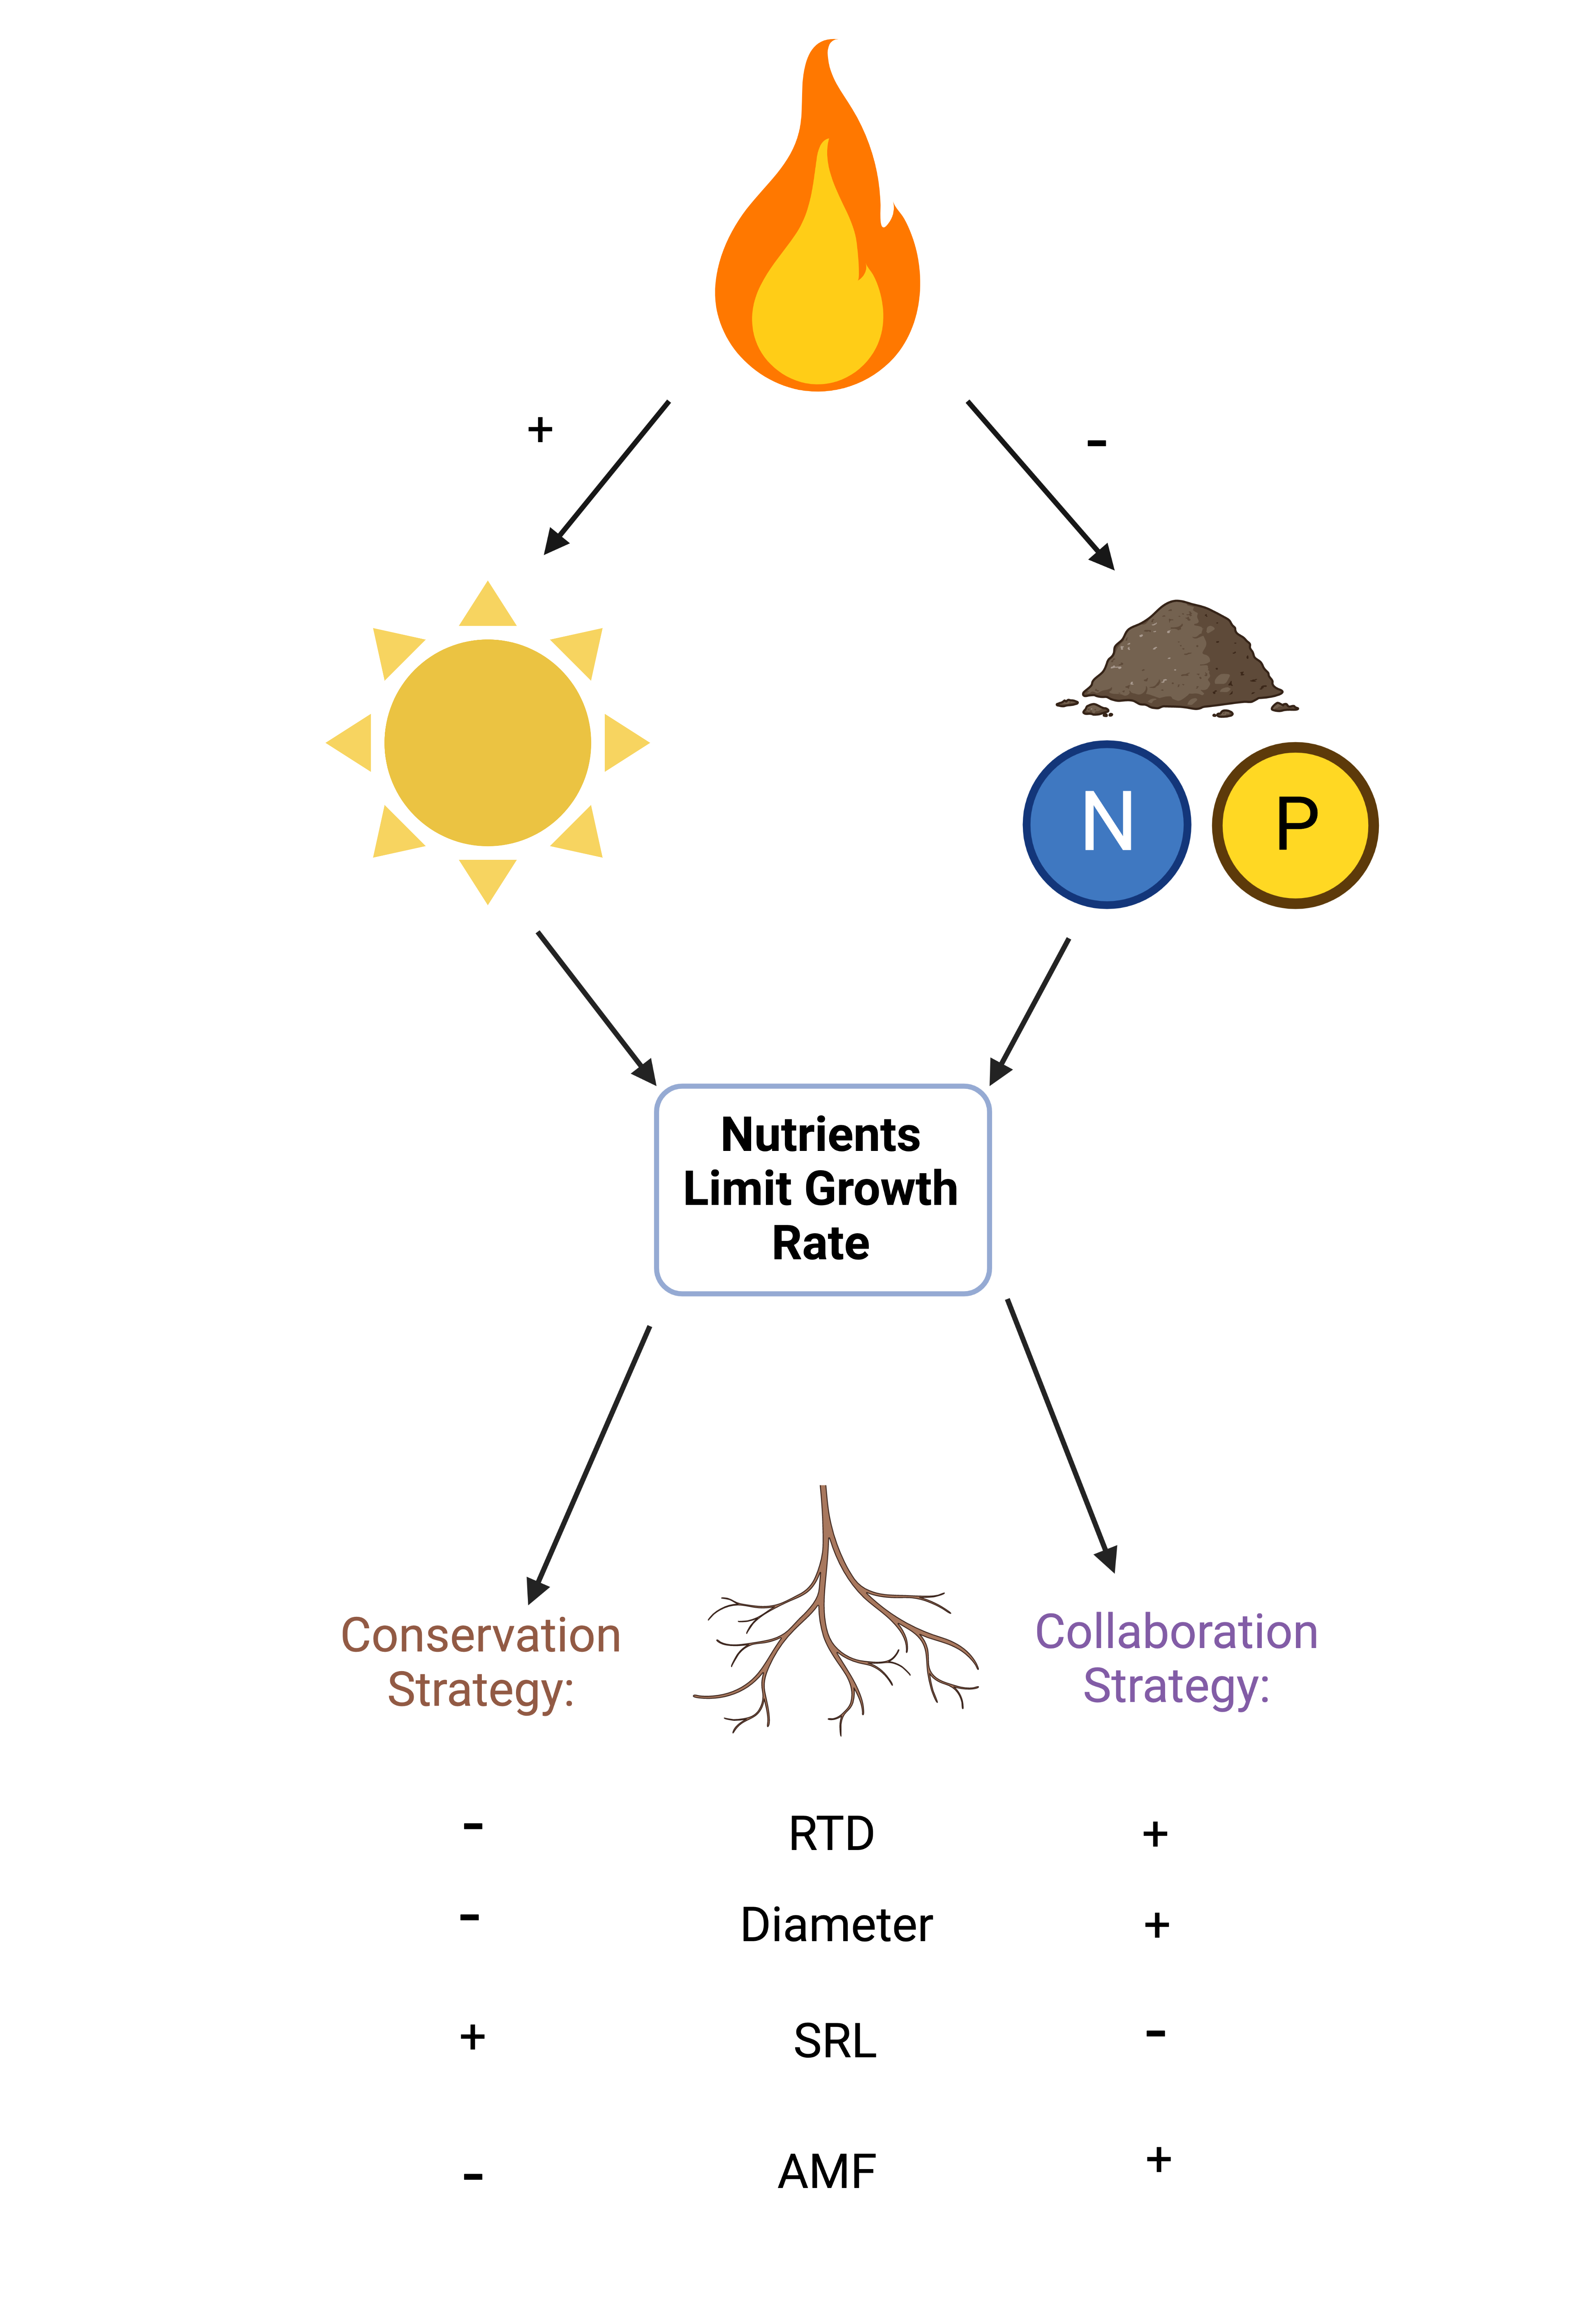 +
-
N
P
Nutrients
Limit Growth
Rate
Conservation
Strategy:
Collaboration
Strategy:
- RTD +
- Diameter +
+ SRL -
- AMF +